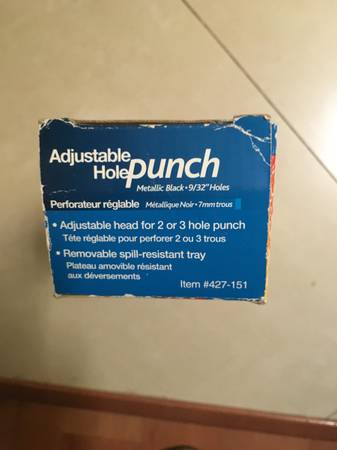 Adjustable
Hole punch
Metallic Black • 9/32" Holes
Perforateur réglable Métallique Noir • 7mm trous
• Adjustable head for 2 or 3 hole punch
Tête réglable pour perforer 2 ou 3 trous
• Removable spill-resistant tray
Plateau amovible résistant
aux déversements
Item #427-151